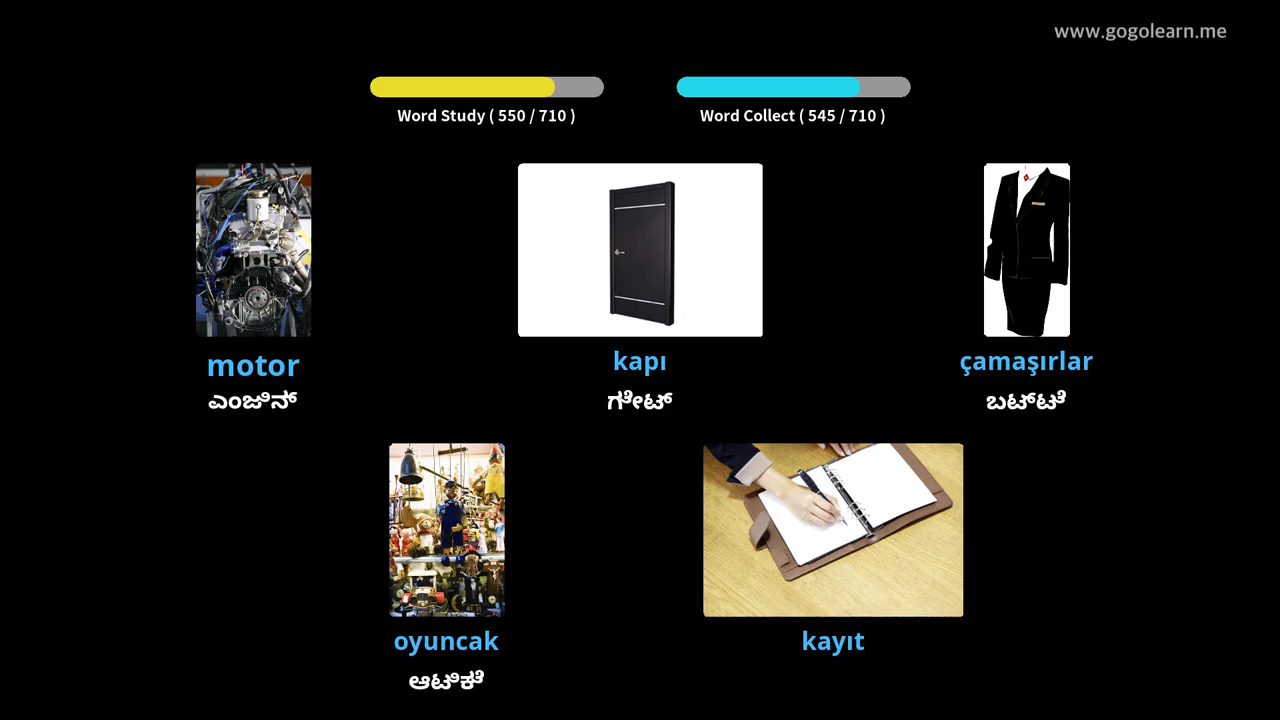 www.gogolearn.me
Word Study ( 550 / 710 )
Word Collect ( 545 / 710 )
motor
ಎಂಜಿನ್
kapı
ಗೇಟ್
çamaşırlar
ಬಟ್ಟೆ
oyuncak
ಆಟಿಕೆ
kayıt